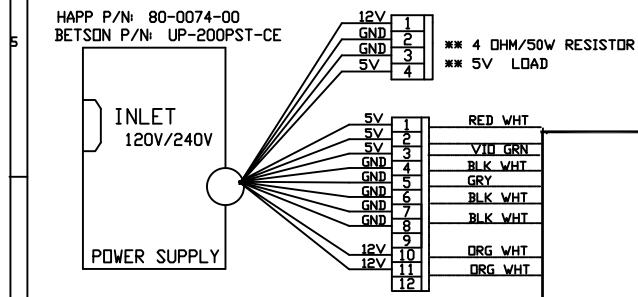 HAPP P/N: 80-0074-00
BETSON P/N: UP-200PST-CE
5
INLET
120V/240V
POWER SUPPLY
12V 1
GND 2
GND 3
5V 4
** 4 OHM/50W RESISTOR
** 5V LOAD
5V 1 RED WHT
5V 2
5V 3 VIO GRN
GND 4 BLK WHT
GND 5 GRY
GND 6 BLK WHT
GND 7
GND 8 BLK WHT
9
12V 10 ORG WHT
12V 11 ORG WHT
12